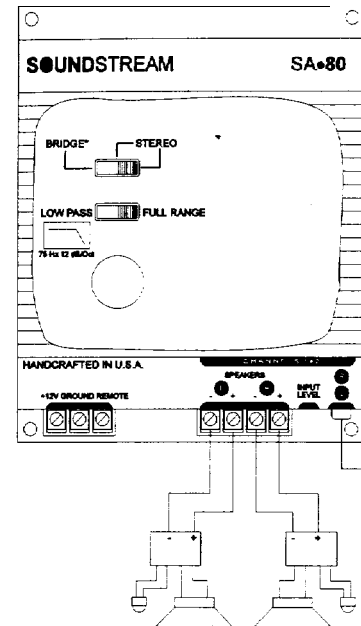 SOUNDSTREAM SA•80
BRIDGE* STEREO
LOW PASS FULL RANGE
75 Hz 12 dB/Oct
HANDCRAFTED IN U.S.A.
SPEAKERS
- + - +
INPUT
LEVEL
+12V GROUND REMOTE
- +
- +